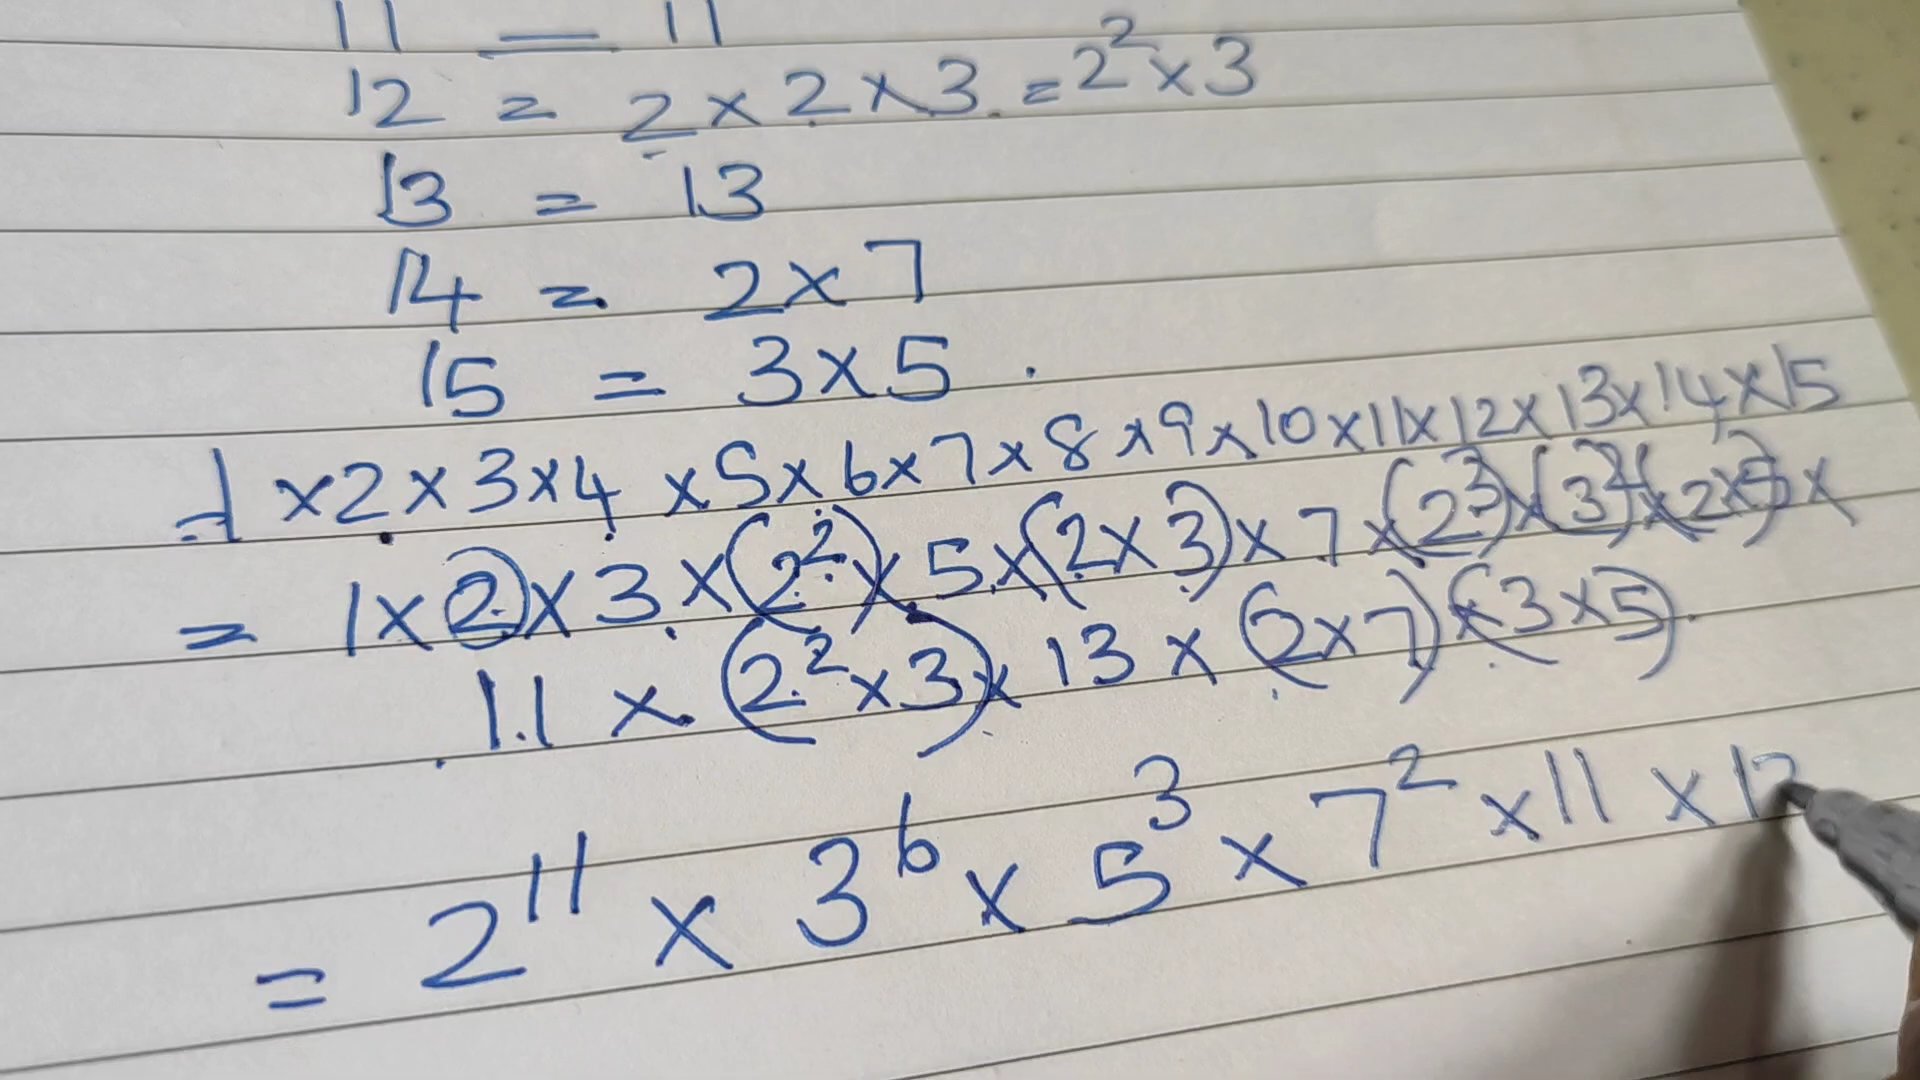 11 = 11
12 = 2 × 2 × 3 = 2² × 3
13 = 13
14 = 2 × 7
15 = 3 × 5
= 1 × 2 × 3 × 4 × 5 × 6 × 7 × 8 × 9 × 10 × 11 × 12 × 13 × 14 × 15
= 1 × 2 × 3 × (2²) × 5 × (2 × 3) × 7 × (2³) × (3²) × (2 × 5) ×
11 × (2² × 3) × 13 × (2 × 7) × (3 × 5)
= 2¹¹ × 3⁶ × 5³ × 7² × 11 × 1